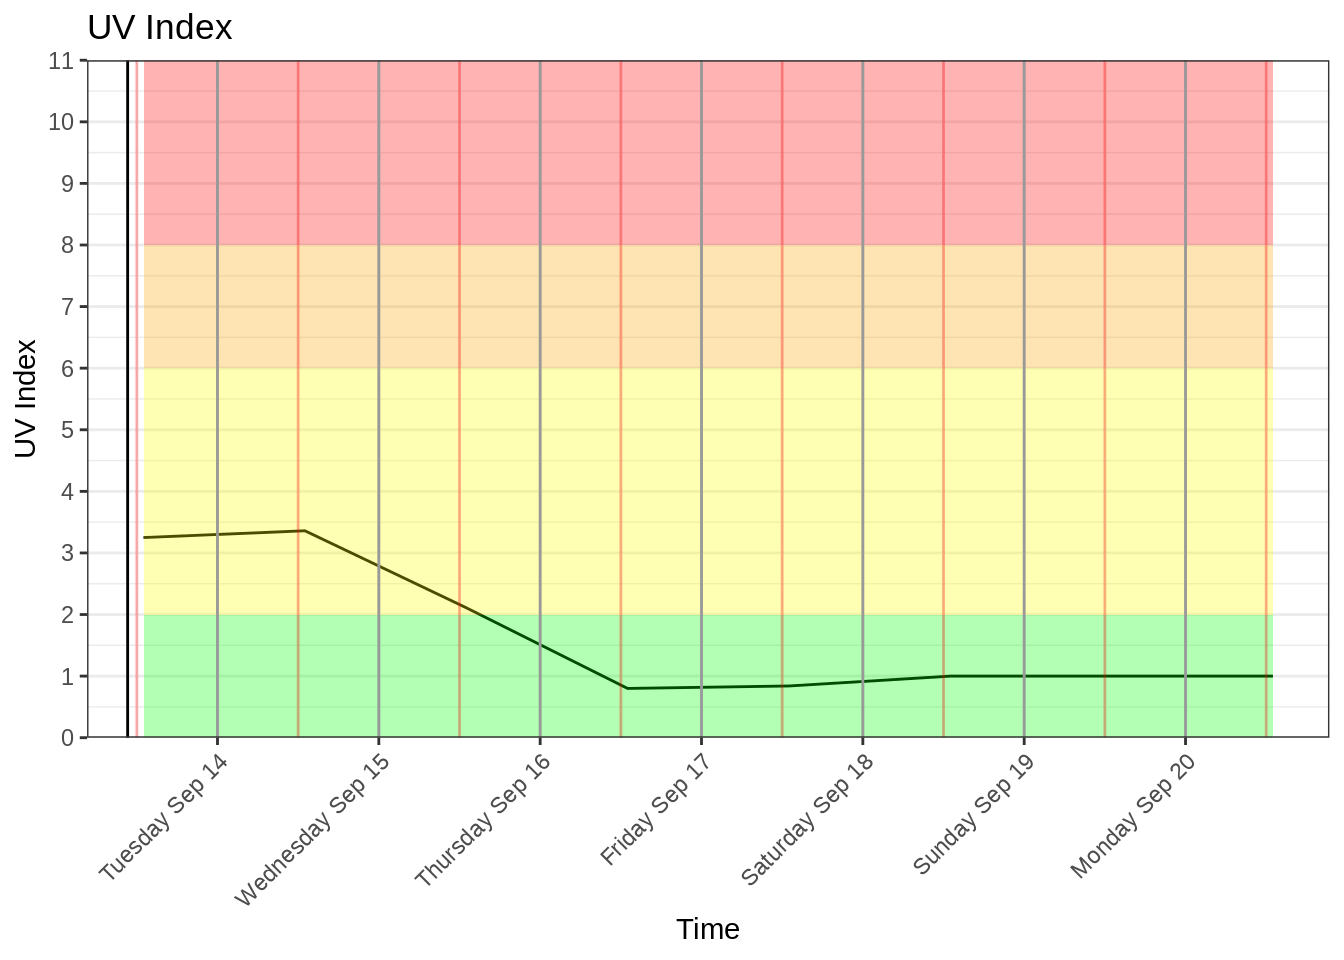 UV Index
11
10
9
8
7
6
5
4
3
2
1
0
UV Index
Tuesday Sep 14
Wednesday Sep 15
Thursday Sep 16
Friday Sep 17
Saturday Sep 18
Sunday Sep 19
Monday Sep 20
Time